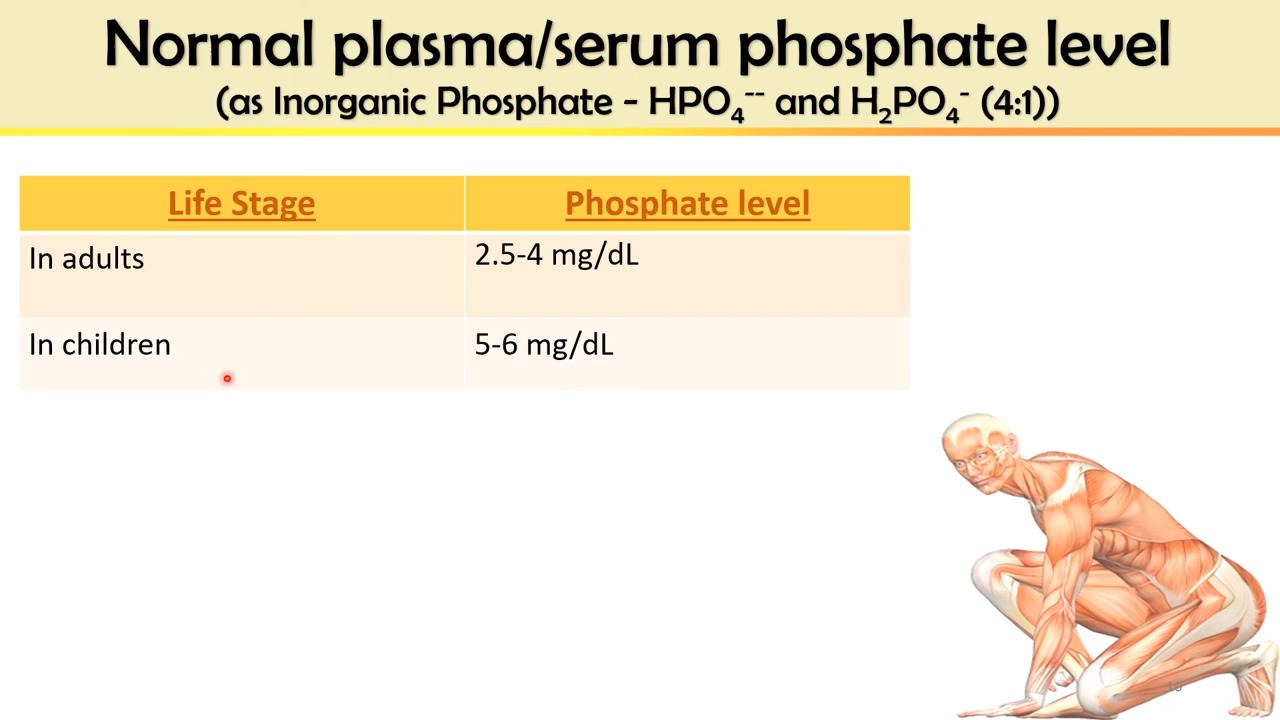 Normal plasma/serum phosphate level
(as Inorganic Phosphate - HPO₄⁻⁻ and H₂PO₄⁻ (4:1))
Life Stage Phosphate level
In adults 2.5-4 mg/dL
In children 5-6 mg/dL